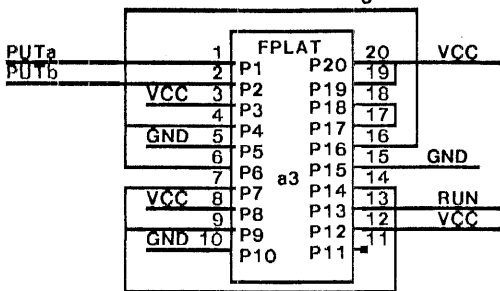 g
FPLAT
PUTa 1 P1 P20 20 VCC
PUTb 2 P2 P19 19
VCC 3 P3 P18 18
4 P4 P17 17
GND 5 P5 P16 16
6 P6 P15 15 GND
7 P7 a3 P14 14
VCC 8 P8 P13 13 RUN
9 P9 P12 12 VCC
GND 10 P10 P11 11